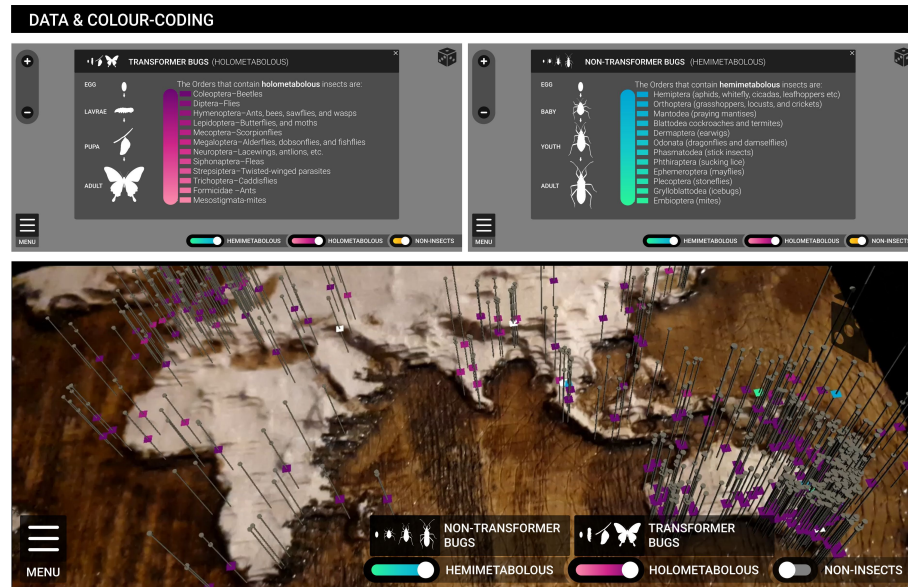 DATA & COLOUR-CODING
TRANSFORMER BUGS (HOLOMETABOLOUS)
EGG
LAVRAE
PUPA
ADULT
The Orders that contain holometabolous insects are:
Coleoptera–Beetles
Diptera–Flies
Hymenoptera–Ants, bees, sawflies, and wasps
Lepidoptera–Butterflies, and moths
Mecoptera–Scorpionflies
Megaloptera–Alderflies, dobsonflies, and fishflies
Neuroptera–Lacewings, antlions, etc.
Siphonaptera–Fleas
Strepsiptera–Twisted-winged parasites
Trichoptera–Caddisflies
Formicidae –Ants
Mesostigmata-mites
MENU
HEMIMETABOLOUS
HOLOMETABOLOUS
NON-INSECTS
NON-TRANSFORMER BUGS (HEMIMETABOLOUS)
EGG
BABY
YOUTH
ADULT
The Orders that contain hemimetabolous insects are:
Hemiptera (aphids, whitefly, cicadas, leafhoppers etc)
Orthoptera (grasshoppers, locusts, and crickets)
Mantodea (praying mantises)
Blattodea cockroaches and termites)
Dermaptera (earwigs)
Odonata (dragonflies and damselflies)
Phasmatodea (stick insects)
Phthiraptera (sucking lice)
Ephemeroptera (mayflies)
Plecoptera (stoneflies)
Grylloblattodea (icebugs)
Embioptera (mites)
MENU
HEMIMETABOLOUS
HOLOMETABOLOUS
NON-INSECTS
MENU
NON-TRANSFORMER
BUGS
TRANSFORMER
BUGS
HEMIMETABOLOUS
HOLOMETABOLOUS
NON-INSECTS